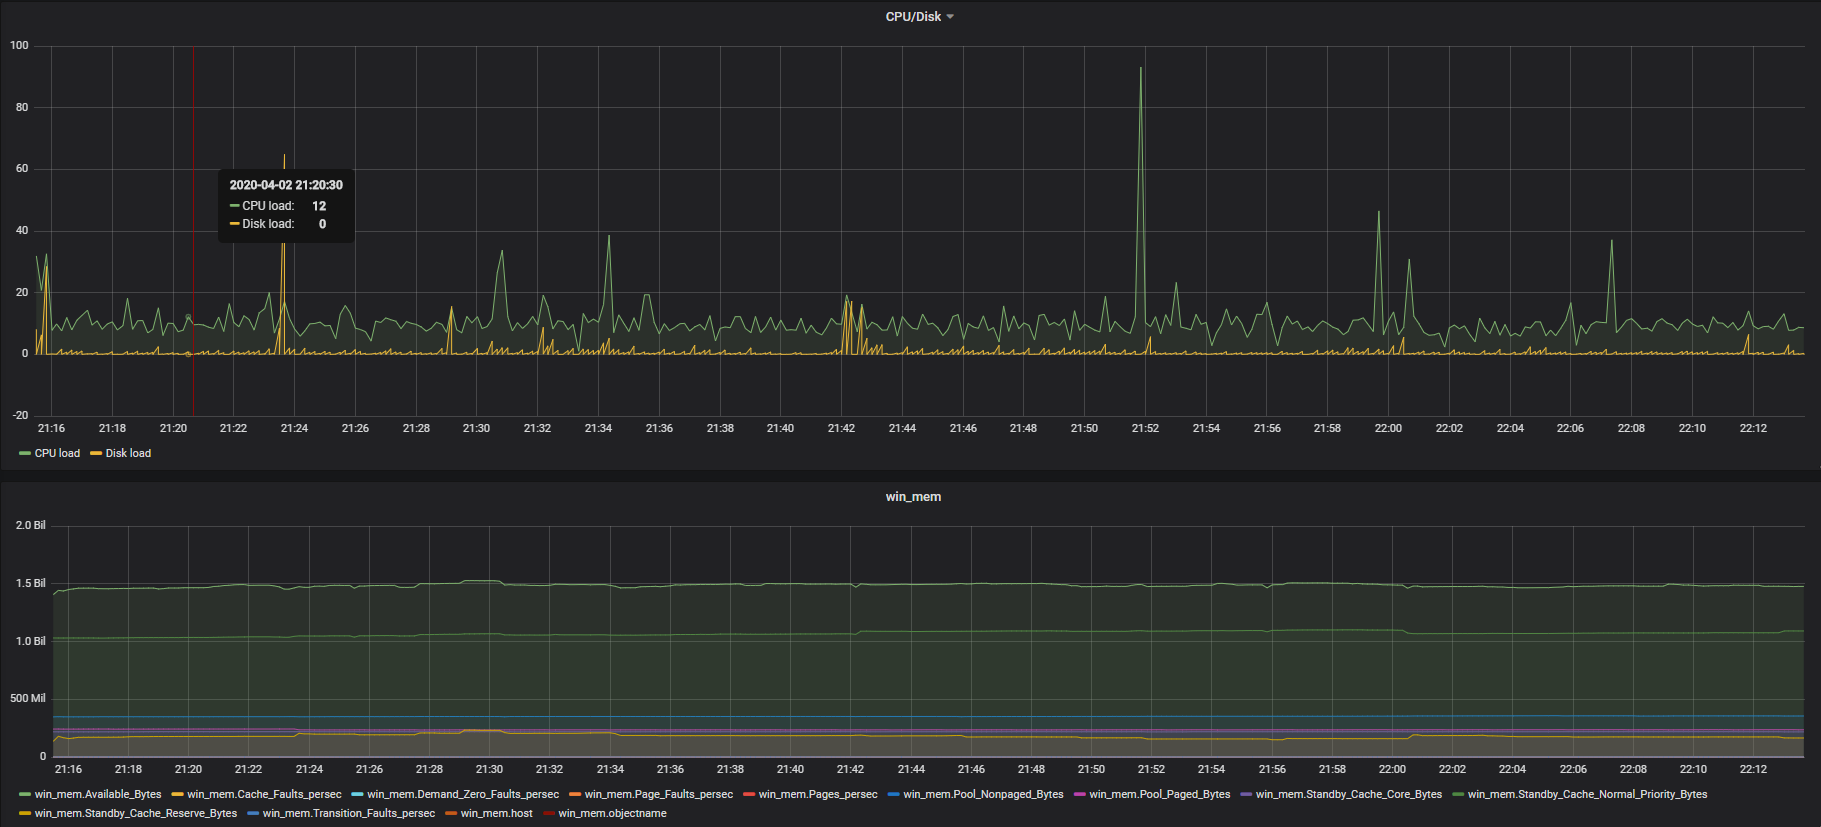 CPU/Disk
100
80
60
40
20
0
-20
2020-04-02 21:20:30
CPU load: 12
Disk load: 0
21:16 21:18 21:20 21:22 21:24 21:26 21:28 21:30 21:32 21:34 21:36 21:38 21:40 21:42 21:44 21:46 21:48 21:50 21:52 21:54 21:56 21:58 22:00 22:02 22:04 22:06 22:08 22:10 22:12
CPU load Disk load
win_mem
2.0 Bil
1.5 Bil
1.0 Bil
500 Mil
0
21:16 21:18 21:20 21:22 21:24 21:26 21:28 21:30 21:32 21:34 21:36 21:38 21:40 21:42 21:44 21:46 21:48 21:50 21:52 21:54 21:56 21:58 22:00 22:02 22:04 22:06 22:08 22:10 22:12
win_mem.Available_Bytes win_mem.Cache_Faults_persec win_mem.Demand_Zero_Faults_persec win_mem.Page_Faults_persec win_mem.Pages_persec win_mem.Pool_Nonpaged_Bytes win_mem.Pool_Paged_Bytes win_mem.Standby_Cache_Core_Bytes win_mem.Standby_Cache_Normal_Priority_Bytes
win_mem.Standby_Cache_Reserve_Bytes win_mem.Transition_Faults_persec win_mem.host win_mem.objectname